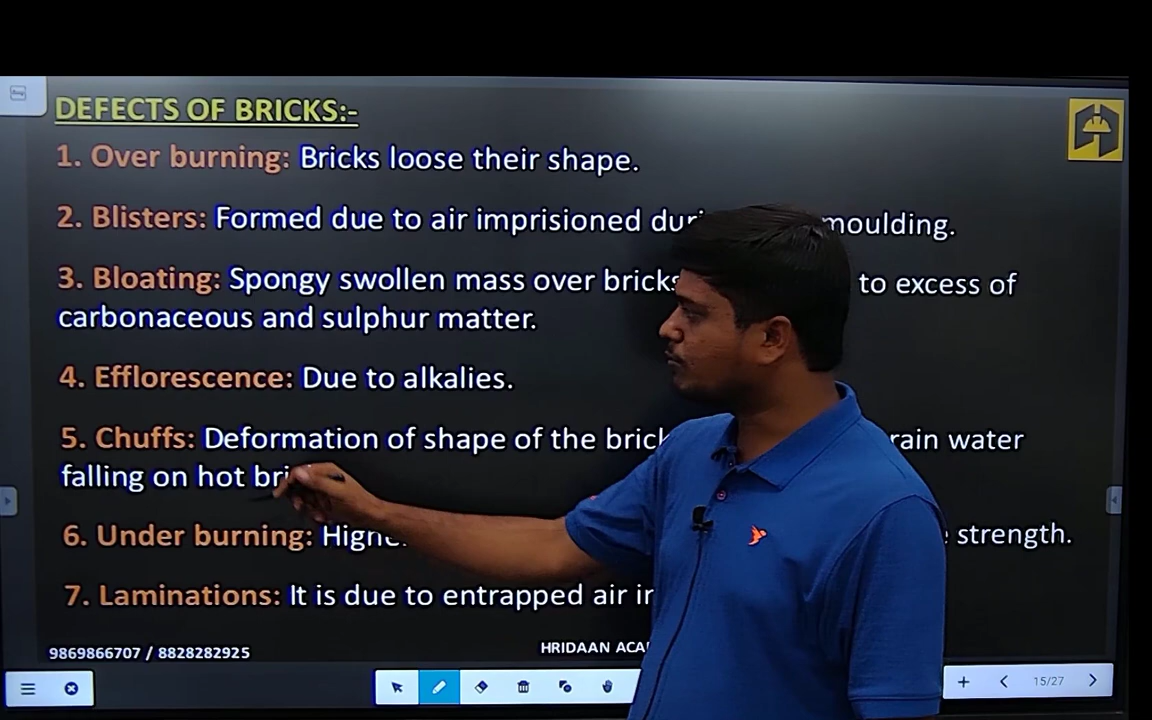 DEFECTS OF BRICKS:-
1. Over burning: Bricks loose their shape.
2. Blisters: Formed due to air imprisioned moulding.
3. Bloating: Spongy swollen mass over bricks to excess of
carbonaceous and sulphur matter.
4. Efflorescence: Due to alkalies.
5. Chuffs: Deformation of shape of the rain water
falling on hot
6. Under burning: strength.
7. Laminations: It is due to entrapped air
9869866707 / 8828282925
HRIDAAN
15/27